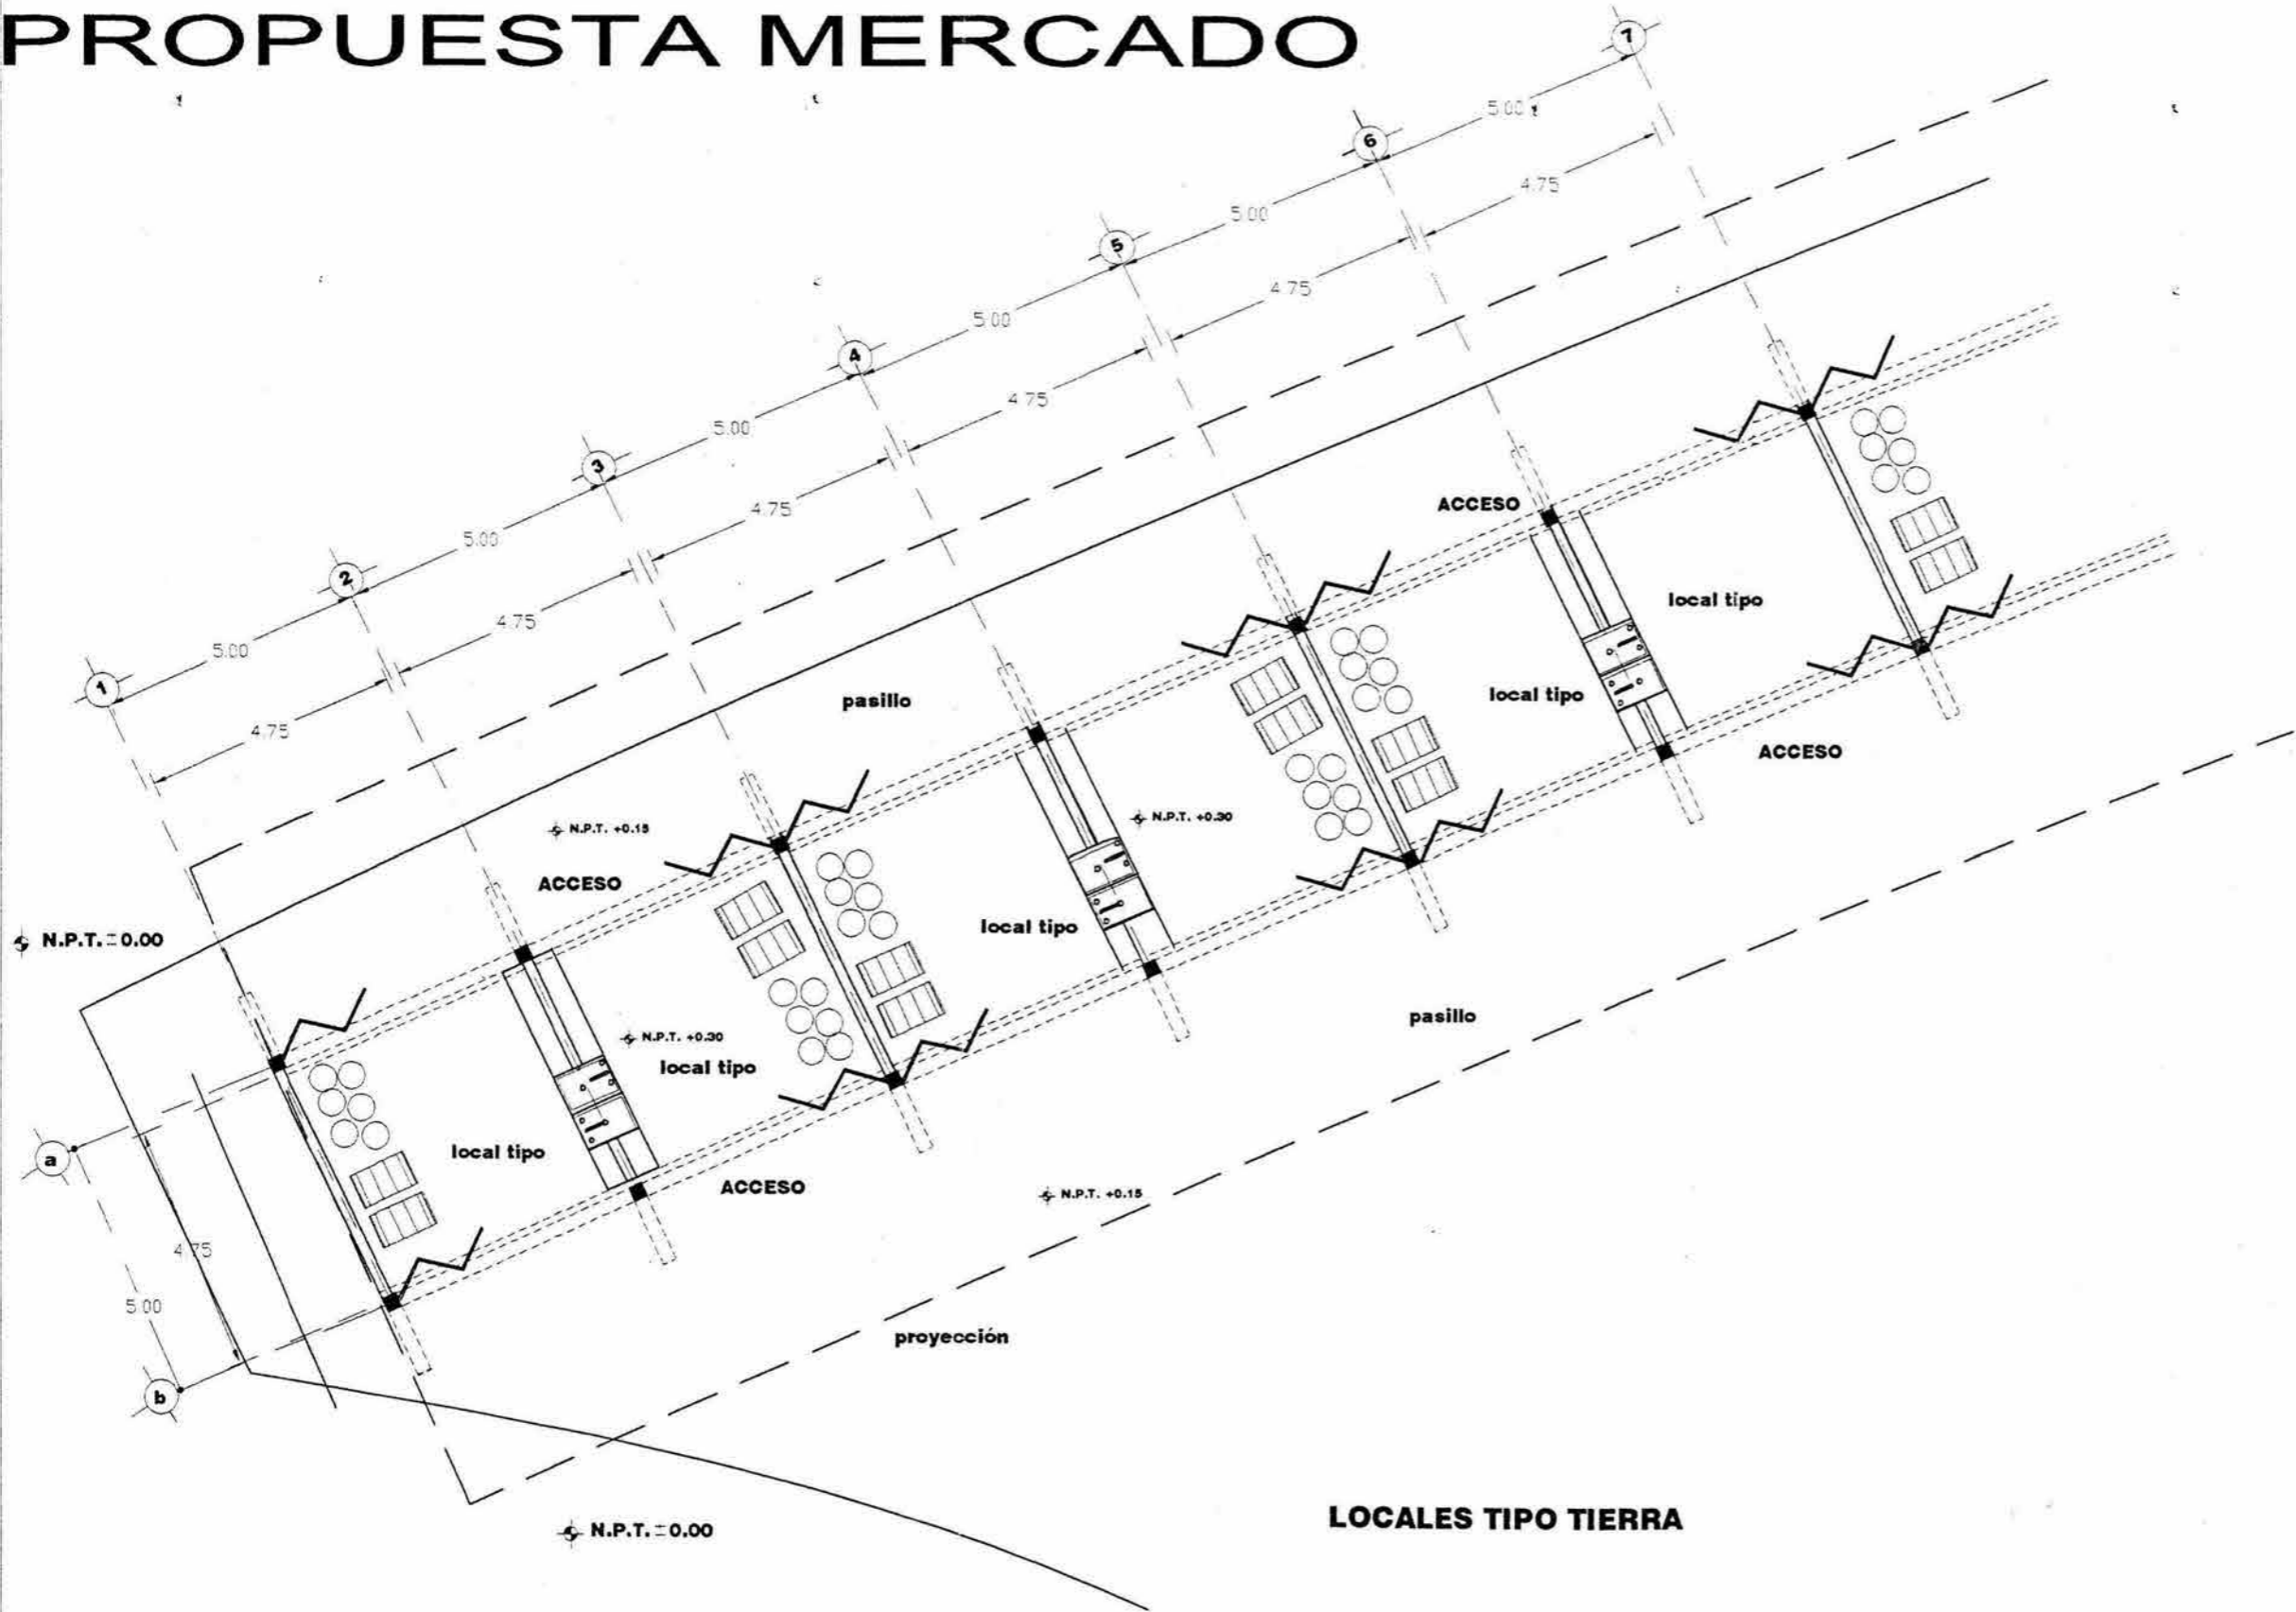 PROPUESTA MERCADO
7
5.00
6
4.75
5.00
5
4.75
5.00
4
4.75
5.00
3
4.75
5.00
2
4.75
5.00
1
4.75
ACCESO
local tipo
local tipo
pasillo
ACCESO
N.P.T. +0.15
N.P.T. +0.30
ACCESO
local tipo
N.P.T. ±0.00
pasillo
N.P.T. +0.30
local tipo
local tipo
a
ACCESO
N.P.T. +0.15
4.75
5.00
proyección
b
LOCALES TIPO TIERRA
N.P.T. ±0.00